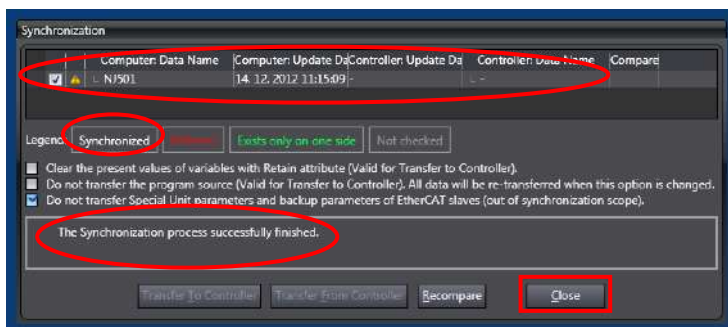 Synchronization
Computer: Data Name Computer: Update Da Controller: Update Da Controller: Data Name Compare
NJ501 14. 12. 2012 11:15:09 - -
Legend: Synchronized Exists only on one side Not checked
Clear the present values of variables with Retain attribute (Valid for Transfer to Controller).
Do not transfer the program source (Valid for Transfer to Controller). All data will be re-transferred when this option is changed.
Do not transfer Special Unit parameters and backup parameters of EtherCAT slaves (out of synchronization scope).
The Synchronization process successfully finished.
Transfer To Controller Transfer From Controller Recompare Close